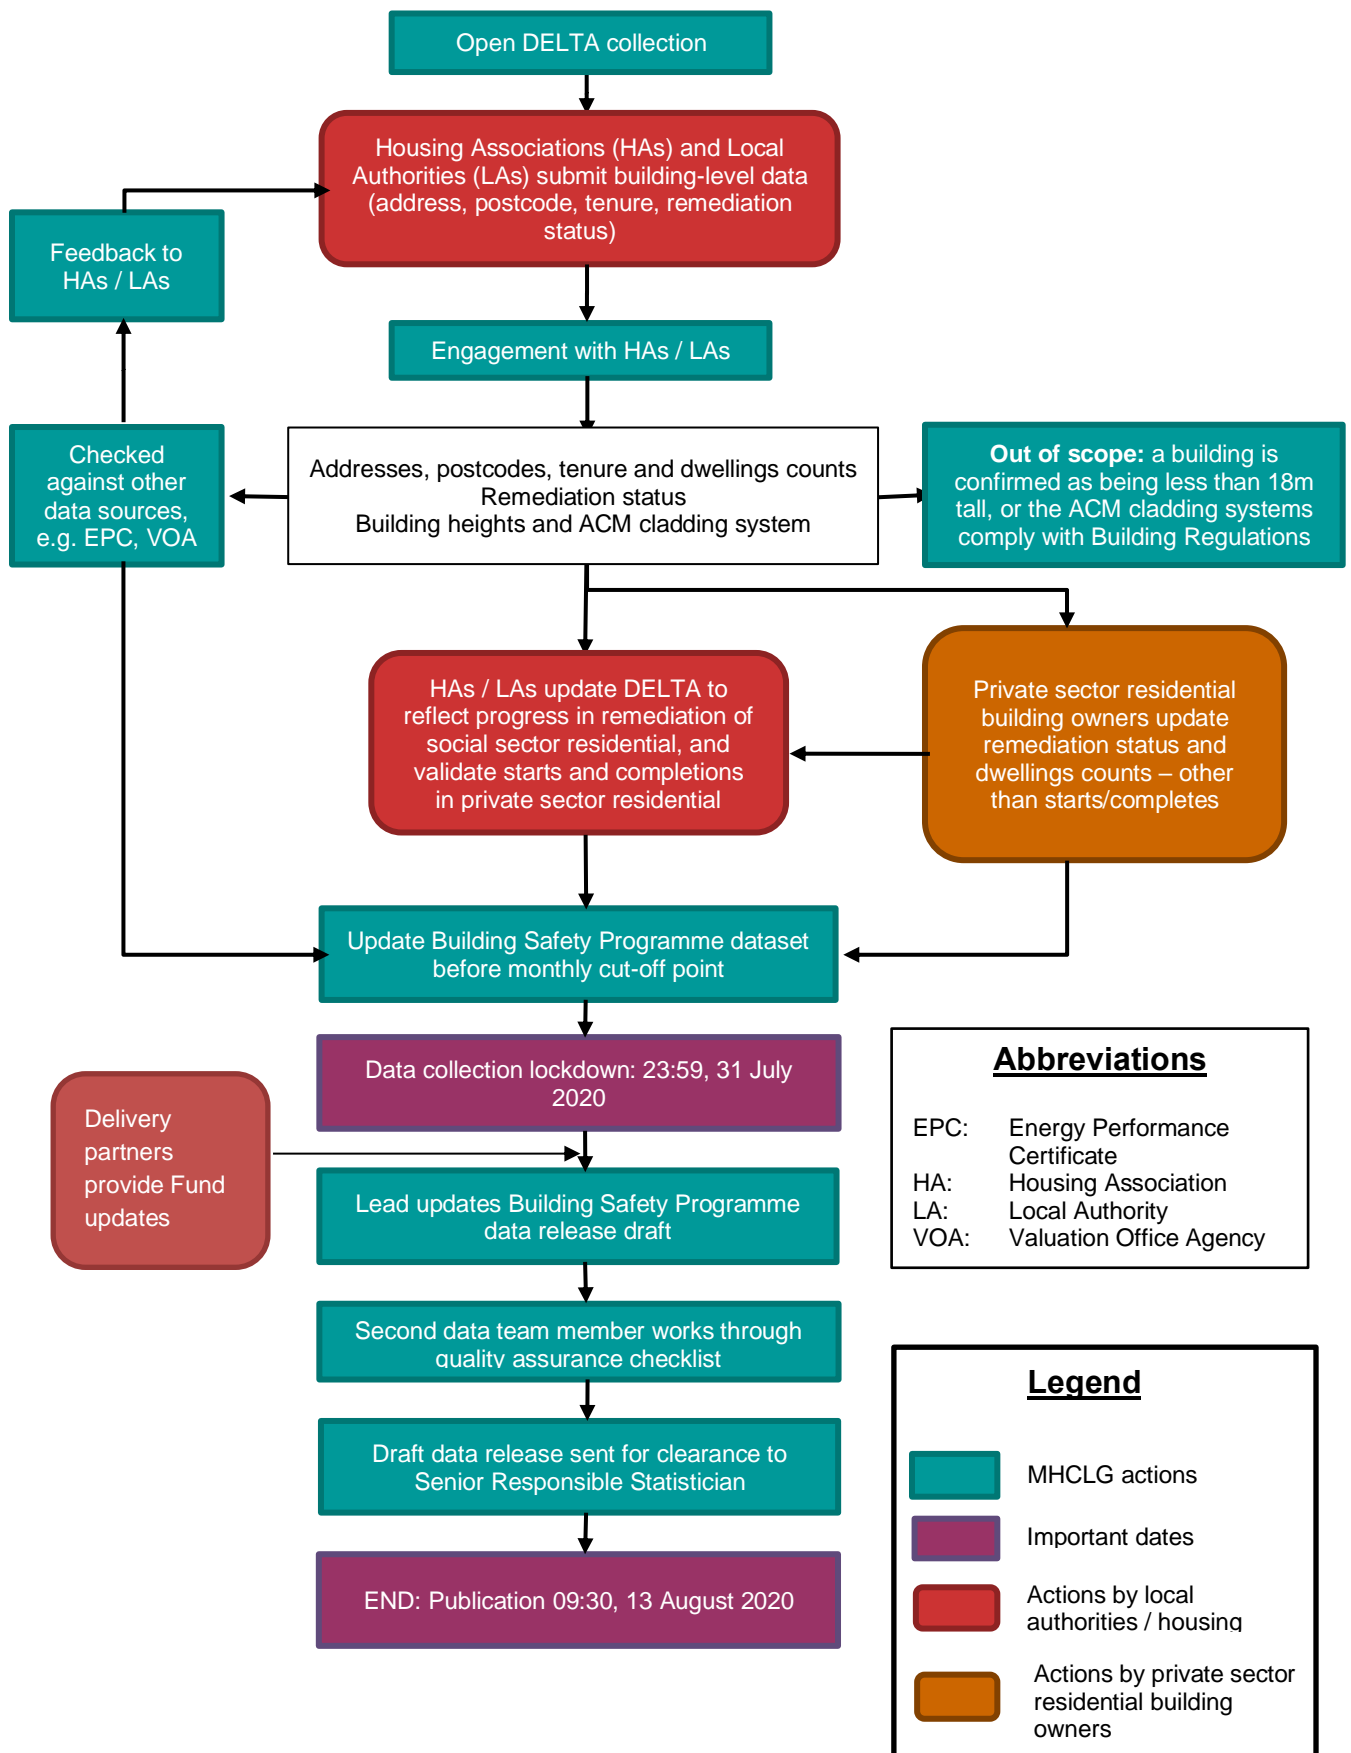 Open DELTA collection
Housing Associations (HAs) and Local
Authorities (LAs) submit building-level data
(address, postcode, tenure, remediation
status)
Feedback to
HAs / LAs
Engagement with HAs / LAs
Checked
against other
data sources,
e.g. EPC, VOA
Addresses, postcodes, tenure and dwellings counts
Remediation status
Building heights and ACM cladding system
Out of scope: a building is
confirmed as being less than 18m
tall, or the ACM cladding systems
comply with Building Regulations
HAs / LAs update DELTA to
reflect progress in remediation of
social sector residential, and
validate starts and completions
in private sector residential
Private sector residential
building owners update
remediation status and
dwellings counts – other
than starts/completes
Update Building Safety Programme dataset
before monthly cut-off point
Data collection lockdown: 23:59, 31 July
2020
Delivery
partners
provide Fund
updates
Lead updates Building Safety Programme
data release draft
Second data team member works through
quality assurance checklist
Draft data release sent for clearance to
Senior Responsible Statistician
END: Publication 09:30, 13 August 2020
Abbreviations
EPC: Energy Performance
Certificate
HA: Housing Association
LA: Local Authority
VOA: Valuation Office Agency
Legend
MHCLG actions
Important dates
Actions by local
authorities / housing
Actions by private sector
residential building
owners